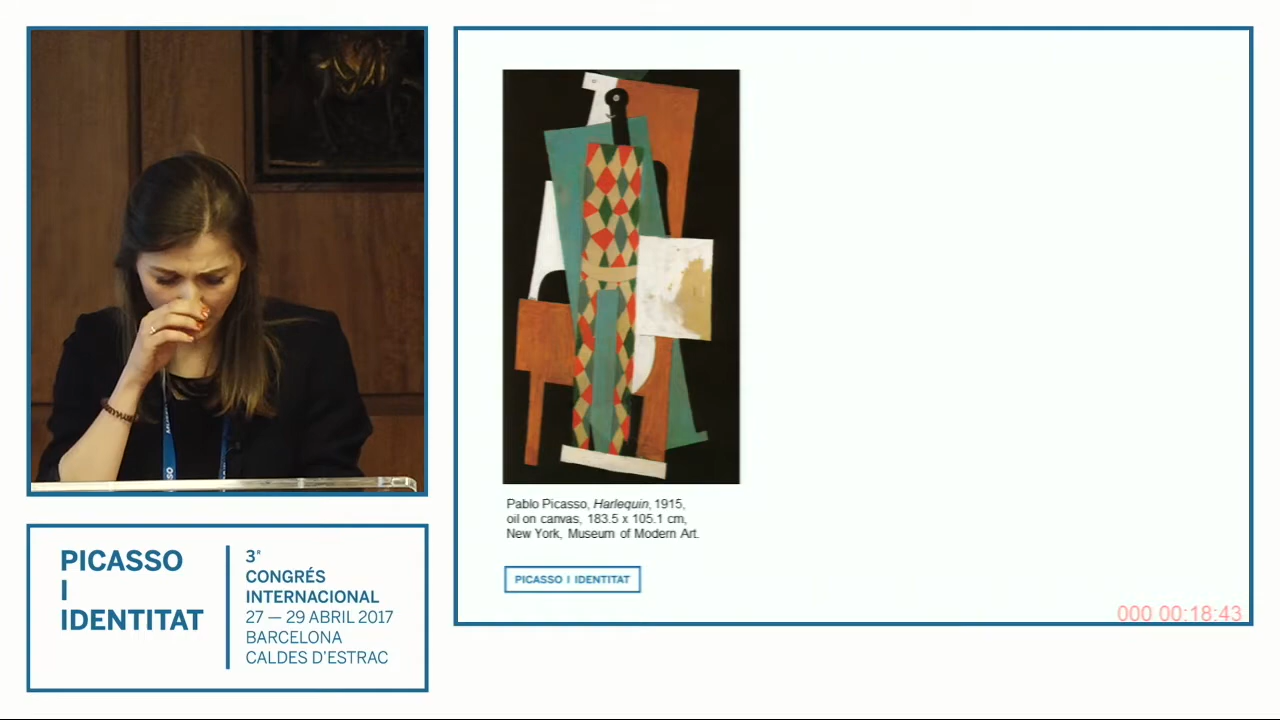 Pablo Picasso, Harlequin, 1915,
oil on canvas, 183.5 x 105.1 cm,
New York, Museum of Modern Art.
PICASSO I IDENTITAT
000 00:18:43
PICASSO
I
IDENTITAT
3º
CONGRÉS
INTERNACIONAL
27 — 29 ABRIL 2017
BARCELONA
CALDES D'ESTRAC